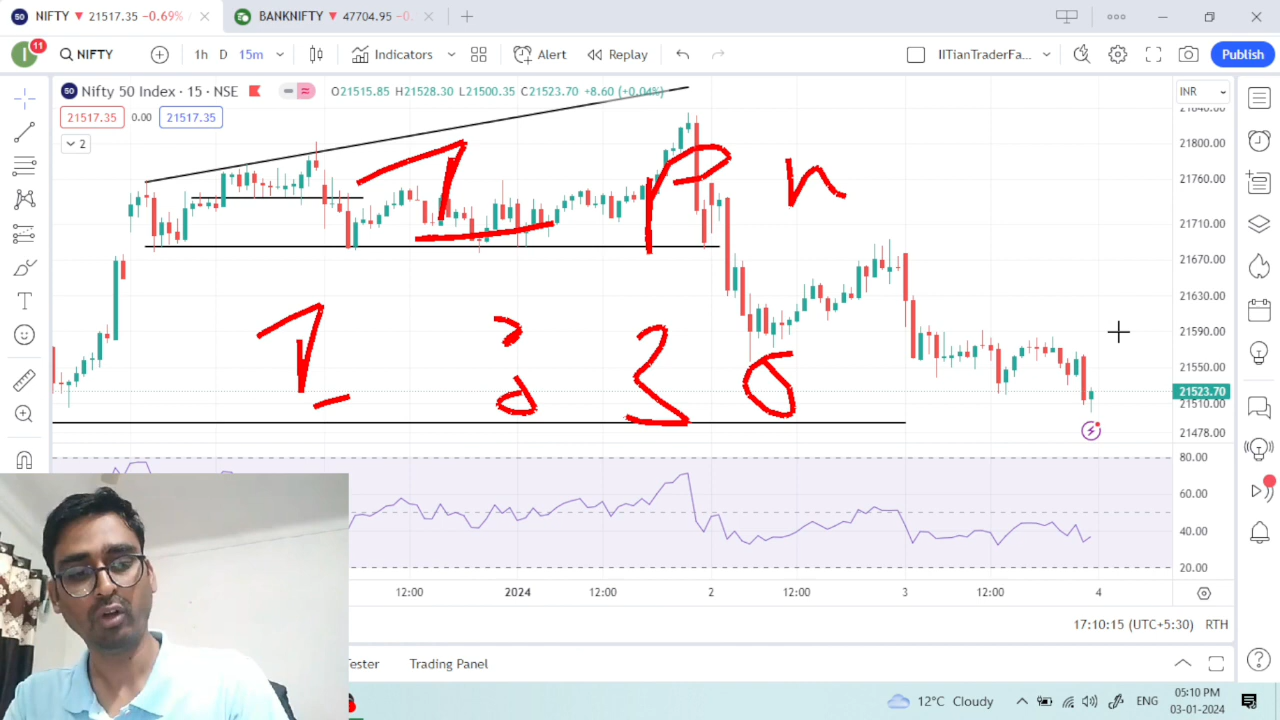 NIFTY ▼ 21517.35 −0.69% /
BANKNIFTY ▼ 47704.95 −0.
11
NIFTY
1h D 15m
Indicators
Alert
Replay
IITianTraderFa...
Publish
Nifty 50 Index · 15 · NSE
O21515.85 H21528.30 L21500.35 C21523.70 +8.60 (+0.04%)
INR
21517.35 0.00 21517.35
2
21840.00
21800.00
21760.00
21710.00
21670.00
21630.00
21590.00
21550.00
21523.70
21510.00
21478.00
80.00
60.00
40.00
20.00
12:00 2024 12:00 2 12:00 3 12:00 4
17:10:15 (UTC+5:30) RTH
Tester Trading Panel
12°C Cloudy
ENG
05:10 PM
03-01-2024